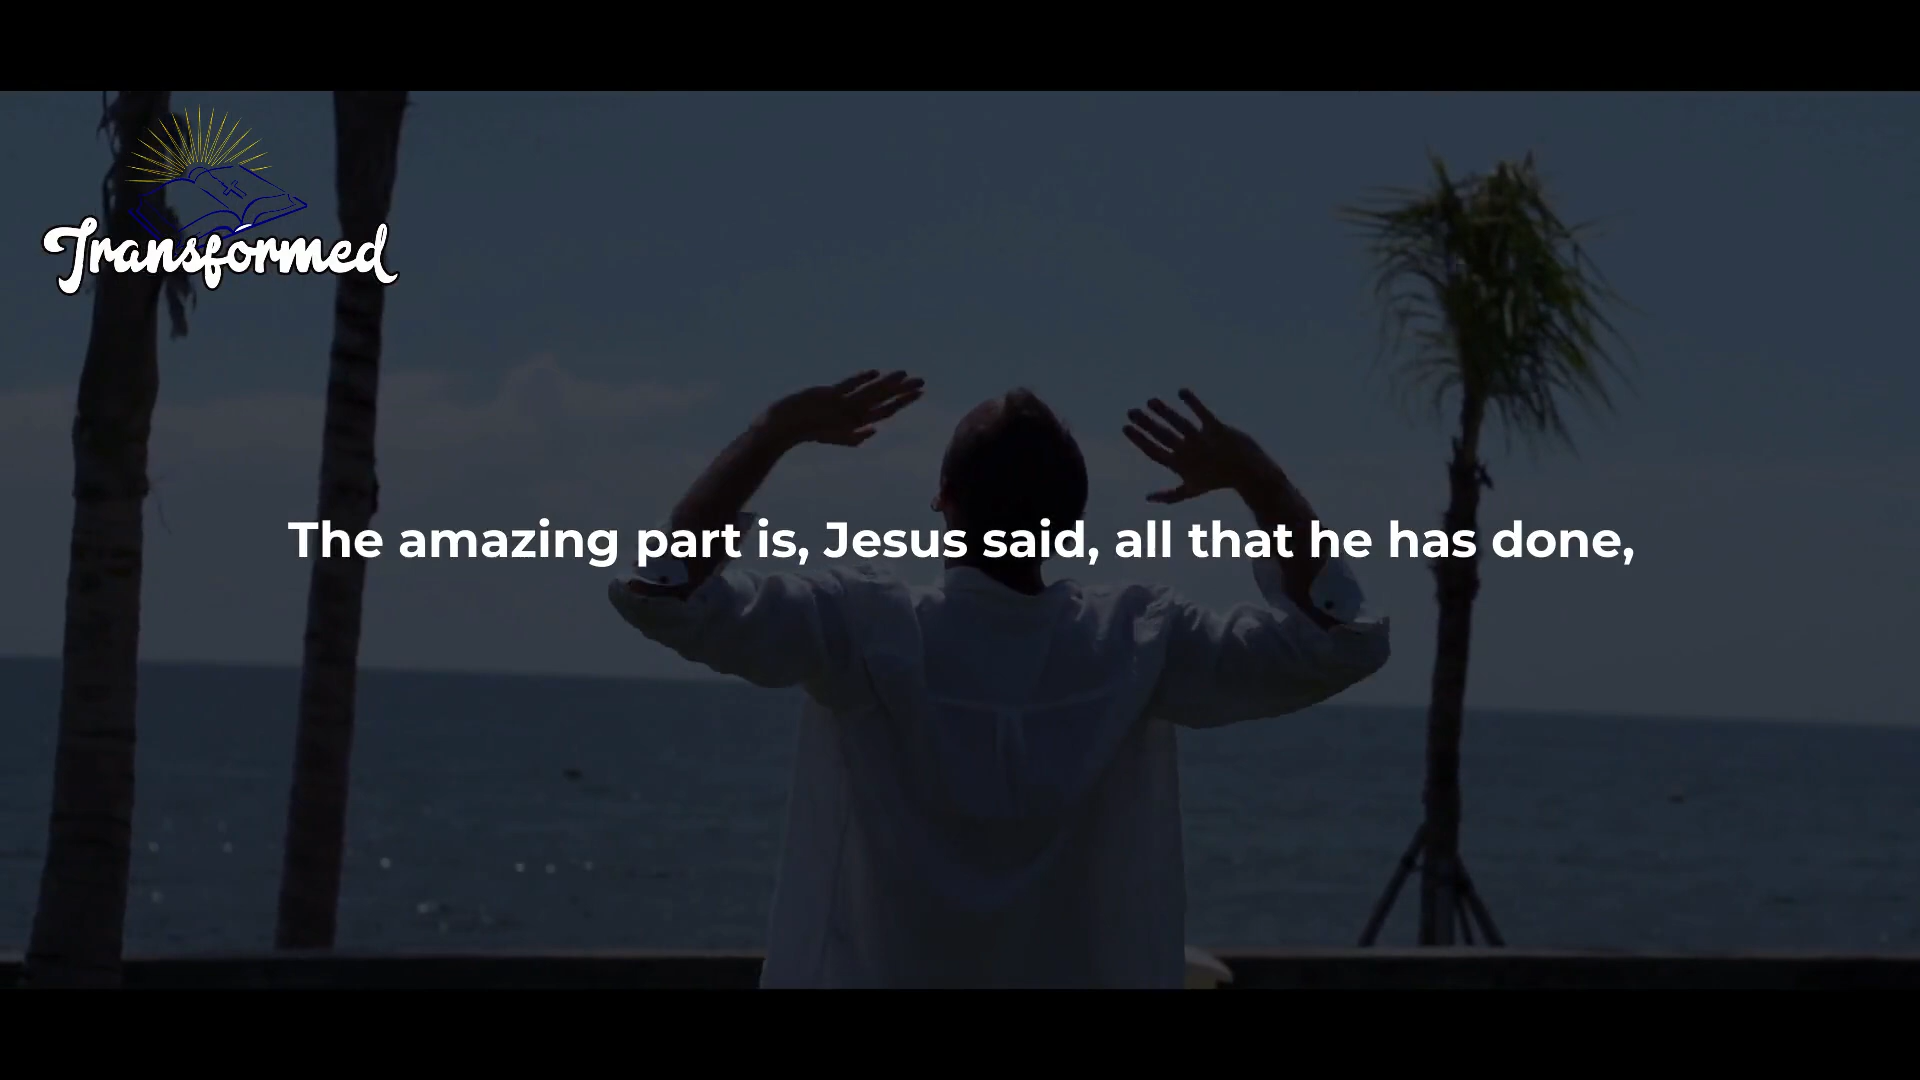 Transformed
The amazing part is, Jesus said, all that he has done,